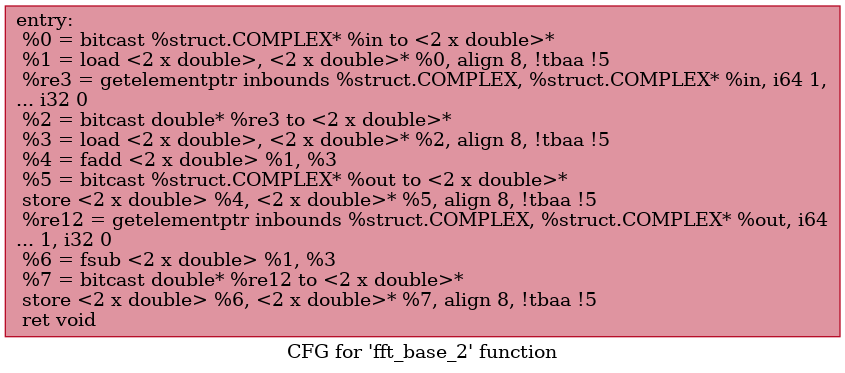 entry:
%0 = bitcast %struct.COMPLEX* %in to <2 x double>*
%1 = load <2 x double>, <2 x double>* %0, align 8, !tbaa !5
%re3 = getelementptr inbounds %struct.COMPLEX, %struct.COMPLEX* %in, i64 1,
... i32 0
%2 = bitcast double* %re3 to <2 x double>*
%3 = load <2 x double>, <2 x double>* %2, align 8, !tbaa !5
%4 = fadd <2 x double> %1, %3
%5 = bitcast %struct.COMPLEX* %out to <2 x double>*
store <2 x double> %4, <2 x double>* %5, align 8, !tbaa !5
%re12 = getelementptr inbounds %struct.COMPLEX, %struct.COMPLEX* %out, i64
... 1, i32 0
%6 = fsub <2 x double> %1, %3
%7 = bitcast double* %re12 to <2 x double>*
store <2 x double> %6, <2 x double>* %7, align 8, !tbaa !5
ret void
CFG for 'fft_base_2' function